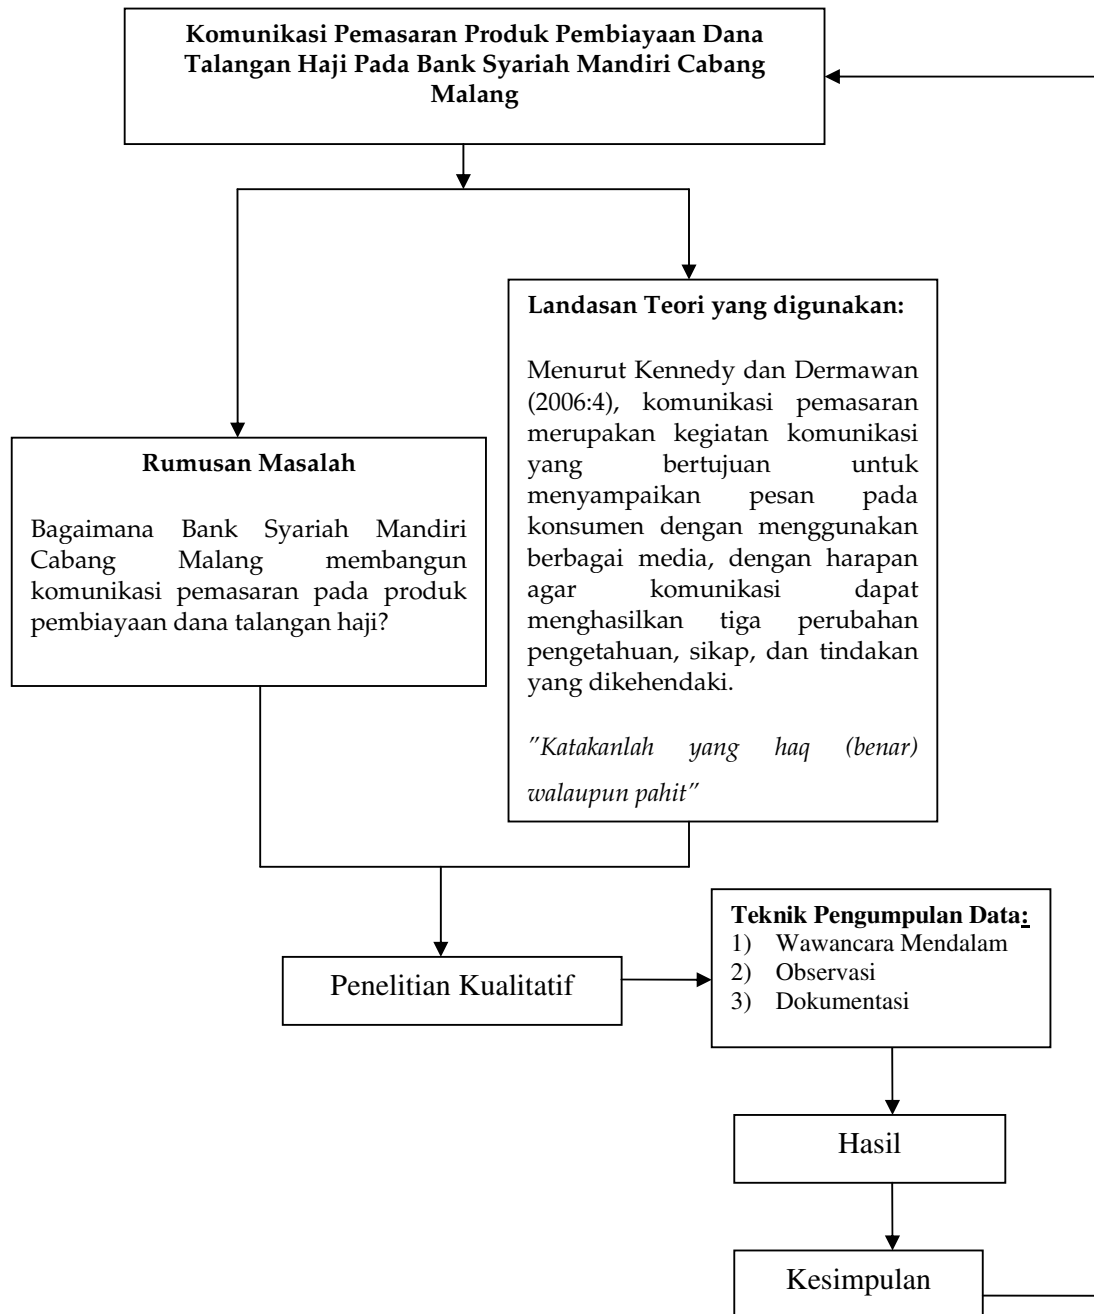 Komunikasi Pemasaran Produk Pembiayaan Dana
Talangan Haji Pada Bank Syariah Mandiri Cabang
Malang
Rumusan Masalah
Bagaimana Bank Syariah Mandiri
Cabang Malang membangun
komunikasi pemasaran pada produk
pembiayaan dana talangan haji?
Landasan Teori yang digunakan:
Menurut Kennedy dan Dermawan
(2006:4), komunikasi pemasaran
merupakan kegiatan komunikasi
yang bertujuan untuk
menyampaikan pesan pada
konsumen dengan menggunakan
berbagai media, dengan harapan
agar komunikasi dapat
menghasilkan tiga perubahan
pengetahuan, sikap, dan tindakan
yang dikehendaki.
"Katakanlah yang haq (benar)
walaupun pahit"
Penelitian Kualitatif
Teknik Pengumpulan Data:
1) Wawancara Mendalam
2) Observasi
3) Dokumentasi
Hasil
Kesimpulan